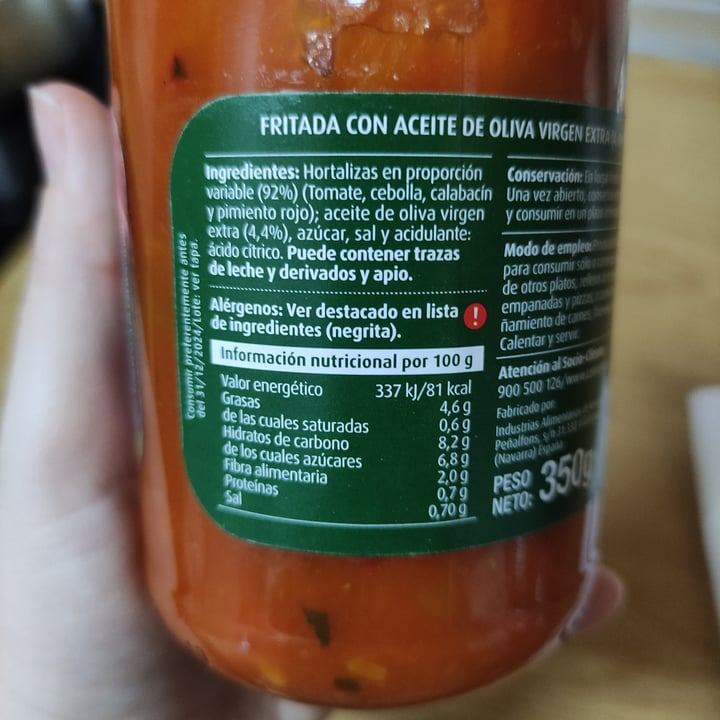 FRITADA CON ACEITE DE OLIVA VIRGEN EXTRA
Ingredientes: Hortalizas en proporción
variable (92%) (Tomate, cebolla, calabacín
y pimiento rojo); aceite de oliva virgen
extra (4,4%), azúcar, sal y acidulante:
ácido cítrico. Puede contener trazas
de leche y derivados y apio.
Alérgenos: Ver destacado en lista
de ingredientes (negrita).
!
Información nutricional por 100 g
Valor energético 337 kJ/81 kcal
Grasas 4,6 g
de las cuales saturadas 0,6 g
Hidratos de carbono 8,2 g
de los cuales azúcares 6,8 g
Fibra alimentaria 2,0 g
Proteínas 0,7 g
Sal 0,70 g
Consumir preferentemente antes
del 31/12/2024/Lote: ver tapa.
Conservación: En
Una vez abierto,
y consumir en un
Modo de empleo:
para consumir sólo o
de otros platos,
empanadas y pizzas,
ñamiento de carnes,
Calentar y servir.
Atención al
900 500 126/www.
Fabricado por:
Industrias Alimentarias de
Peñalfons, s/n 31.330
(Navarra) España
PESO
NETO: 350g